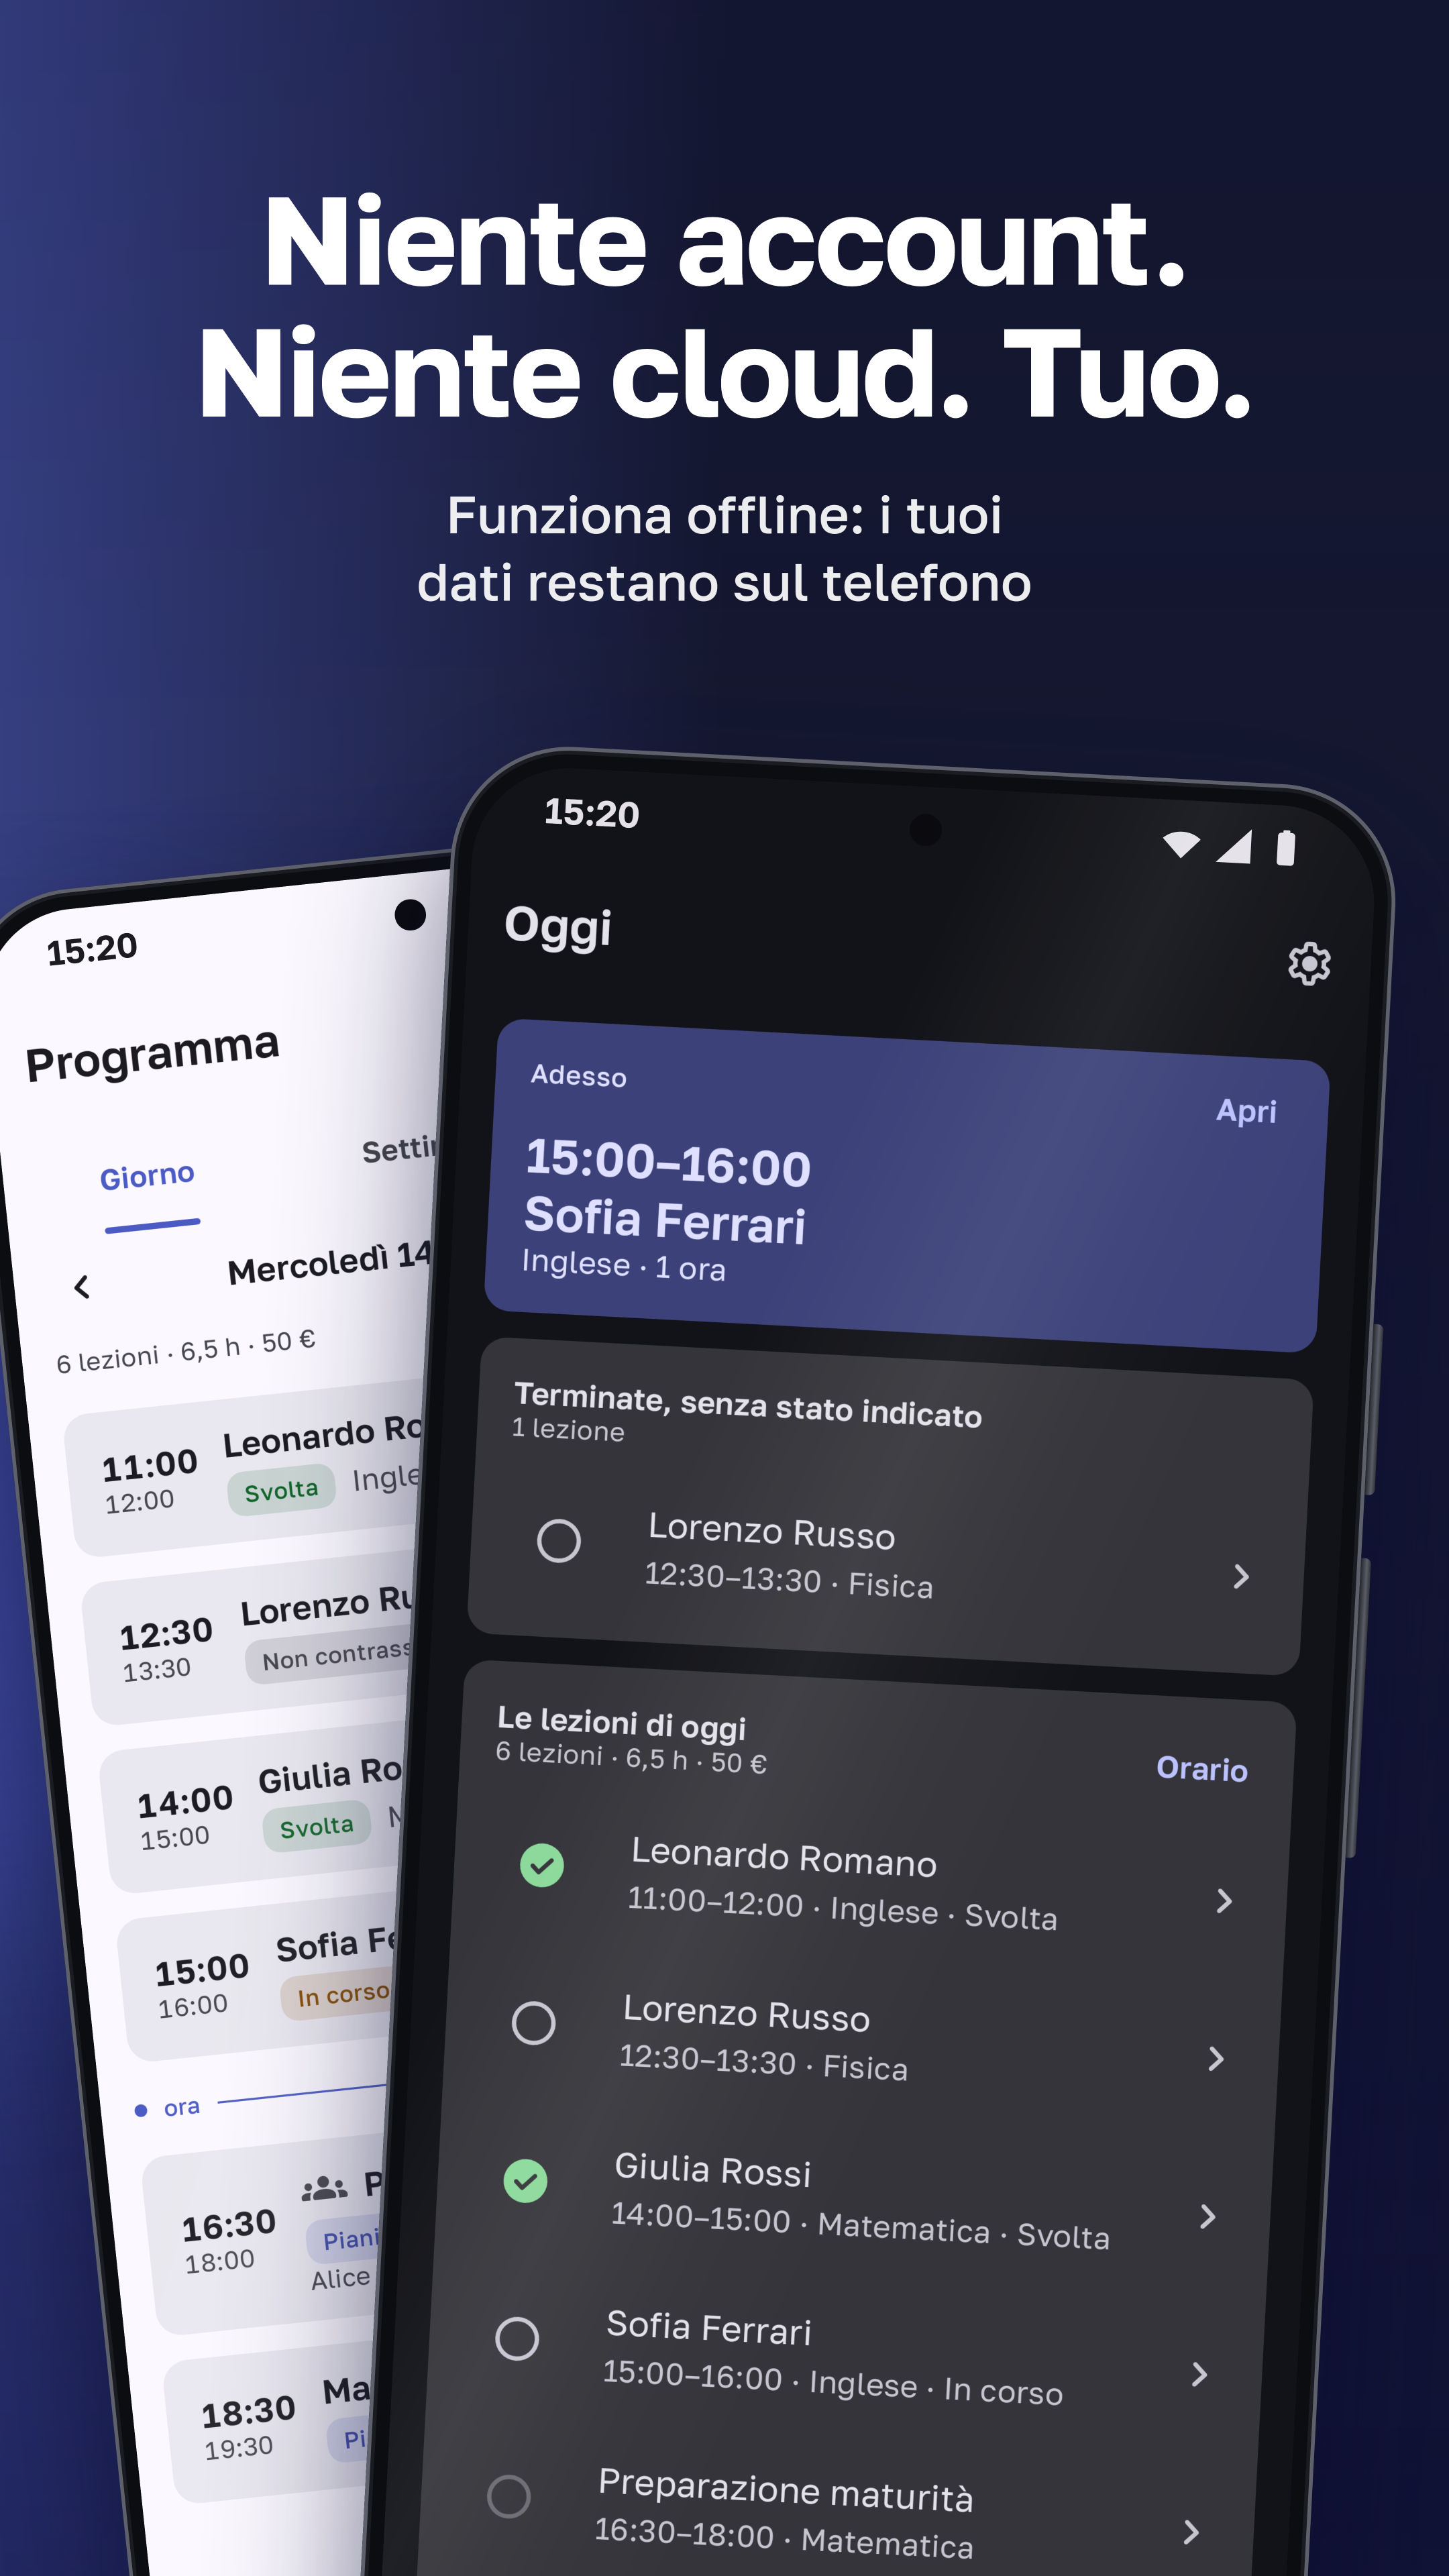 Niente account.
Niente cloud. Tuo.
Funziona offline: i tuoi
dati restano sul telefono
15:20
Programma
Giorno
Mercoledì 14
6 lezioni · 6,5 h · 50 €
11:00
12:00
Leonardo
Svolta
12:30
13:30
Lorenzo
Non
14:00
15:00
Giulia
Svolta
15:00
16:00
Sofia
In corso
ora
16:30
18:00
Alice
18:30
19:30
15:20
Oggi
Adesso
Apri
15:00–16:00
Sofia Ferrari
Inglese · 1 ora
Terminate, senza stato indicato
1 lezione
Lorenzo Russo
12:30–13:30 · Fisica
Le lezioni di oggi
6 lezioni · 6,5 h · 50 €
Orario
Leonardo Romano
11:00–12:00 · Inglese · Svolta
Lorenzo Russo
12:30–13:30 · Fisica
Giulia Rossi
14:00–15:00 · Matematica · Svolta
Sofia Ferrari
15:00–16:00 · Inglese · In corso
Preparazione maturità
16:30–18:00 · Matematica